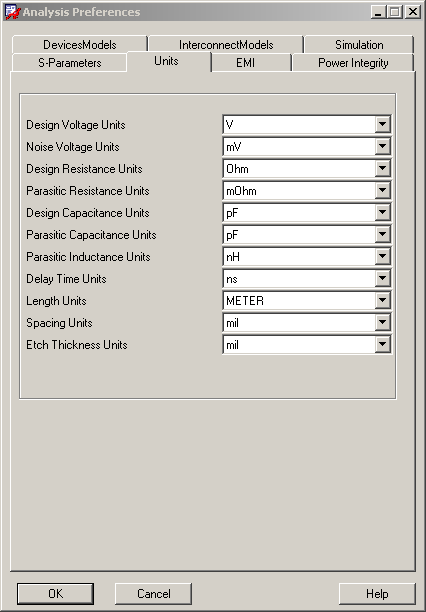 Analysis Preferences
DevicesModels InterconnectModels Simulation
S-Parameters Units EMI Power Integrity
Design Voltage Units V
Noise Voltage Units mV
Design Resistance Units Ohm
Parasitic Resistance Units mOhm
Design Capacitance Units pF
Parasitic Capacitance Units pF
Parasitic Inductance Units nH
Delay Time Units ns
Length Units METER
Spacing Units mil
Etch Thickness Units mil
OK Cancel Help